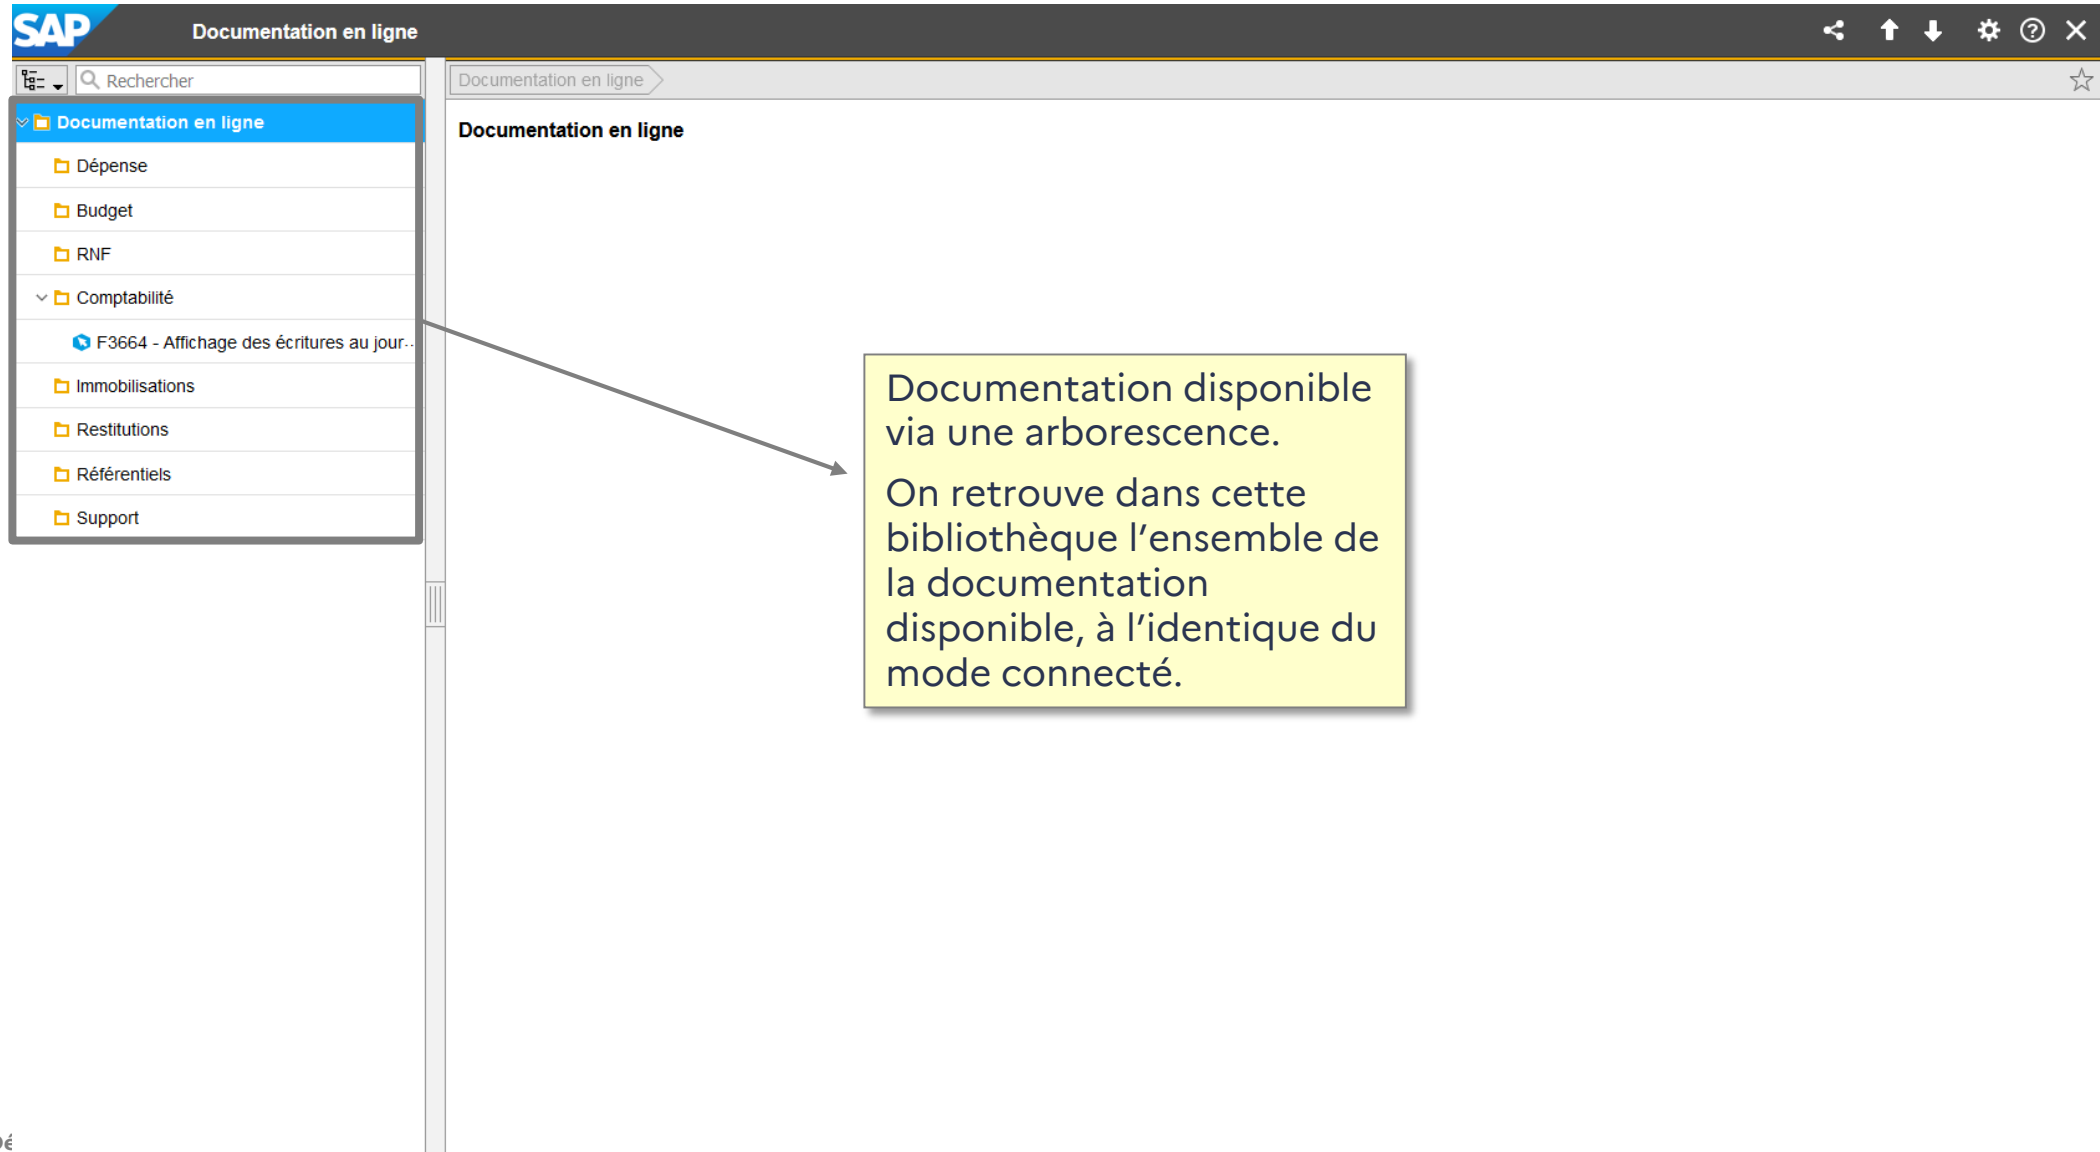 SAP
Documentation en ligne
Rechercher
Documentation en ligne
Documentation en ligne
Dépense
Budget
RNF
Comptabilité
F3664 - Affichage des écritures au jour...
Immobilisations
Restitutions
Référentiels
Support
Documentation en ligne
Documentation disponible
via une arborescence.
On retrouve dans cette
bibliothèque l’ensemble de
la documentation
disponible, à l’identique du
mode connecté.